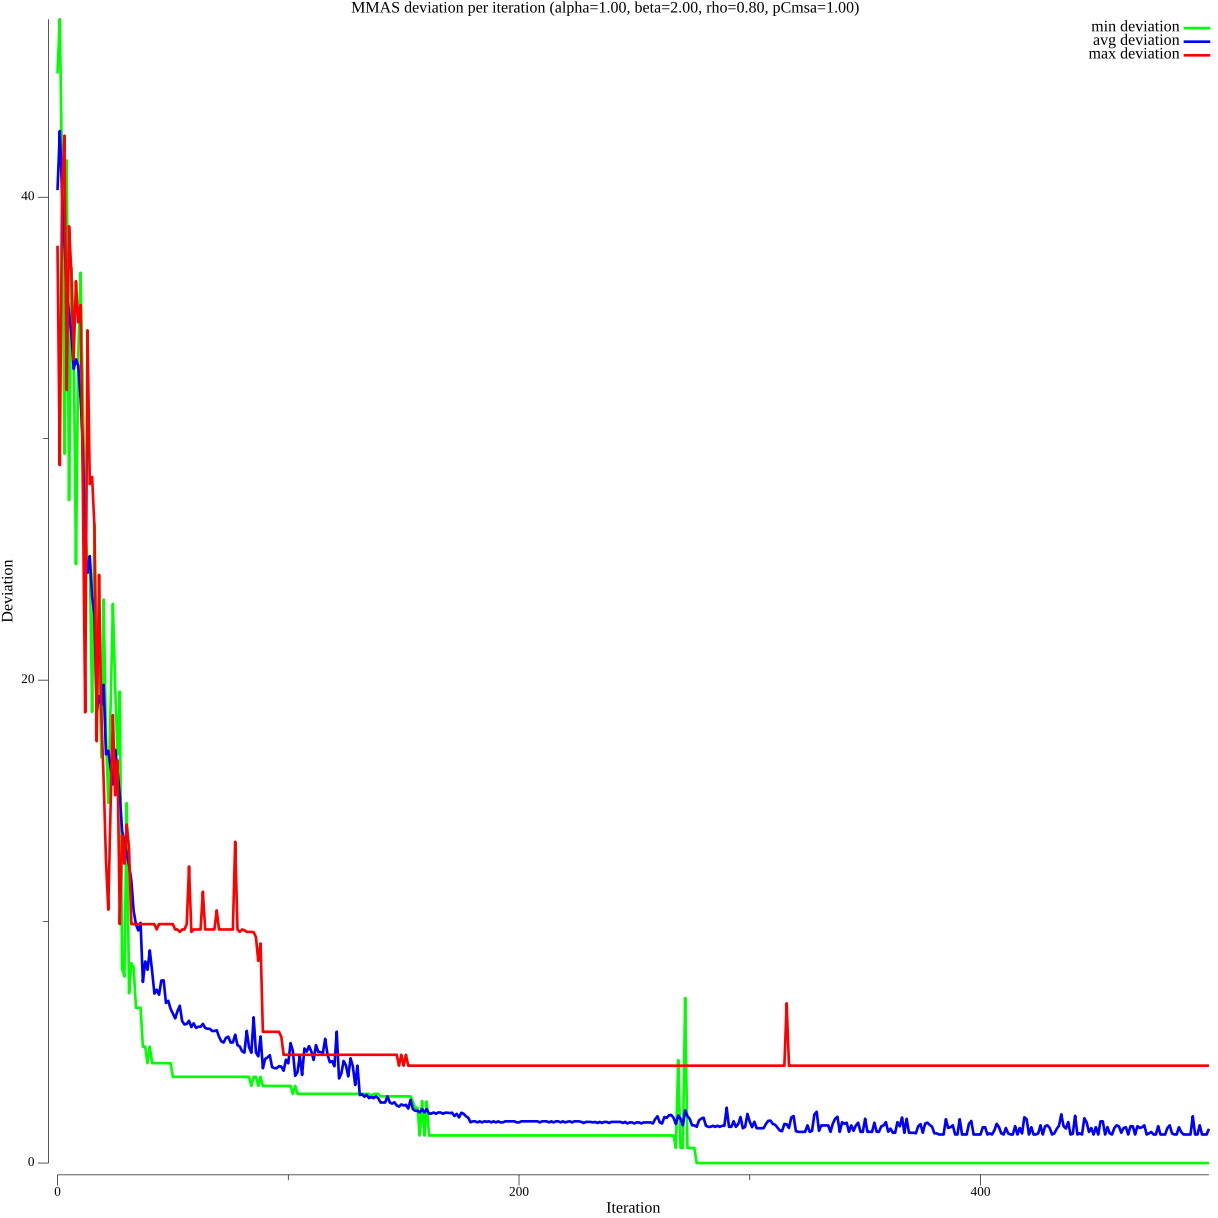 MMAS deviation per iteration (alpha=1.00, beta=2.00, rho=0.80, pCmsa=1.00)
min deviation
avg deviation
max deviation
40
20
0
Deviation
0
200
400
Iteration